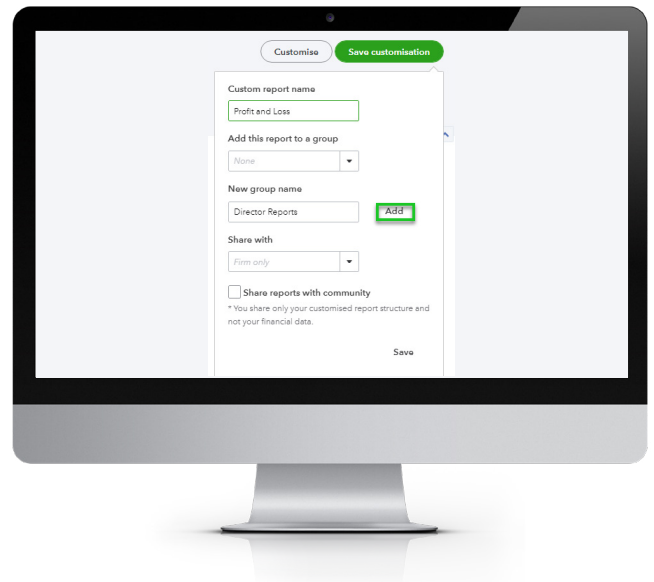 Customise
Save customisation
Custom report name
Profit and Loss
Add this report to a group
None
New group name
Director Reports
Add
Share with
Firm only
Share reports with community
* You share only your customised report structure and
not your financial data.
Save